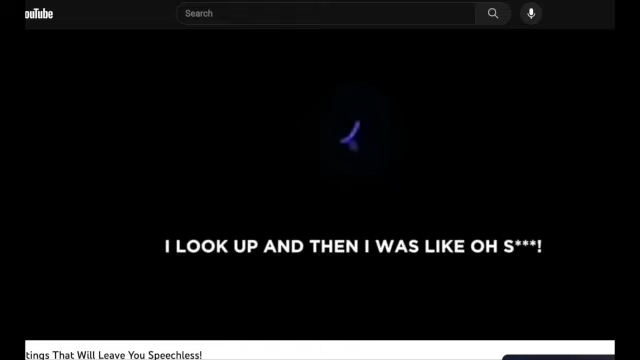 ouTube
Search
I LOOK UP AND THEN I WAS LIKE OH S***!
tings That Will Leave You Speechless!